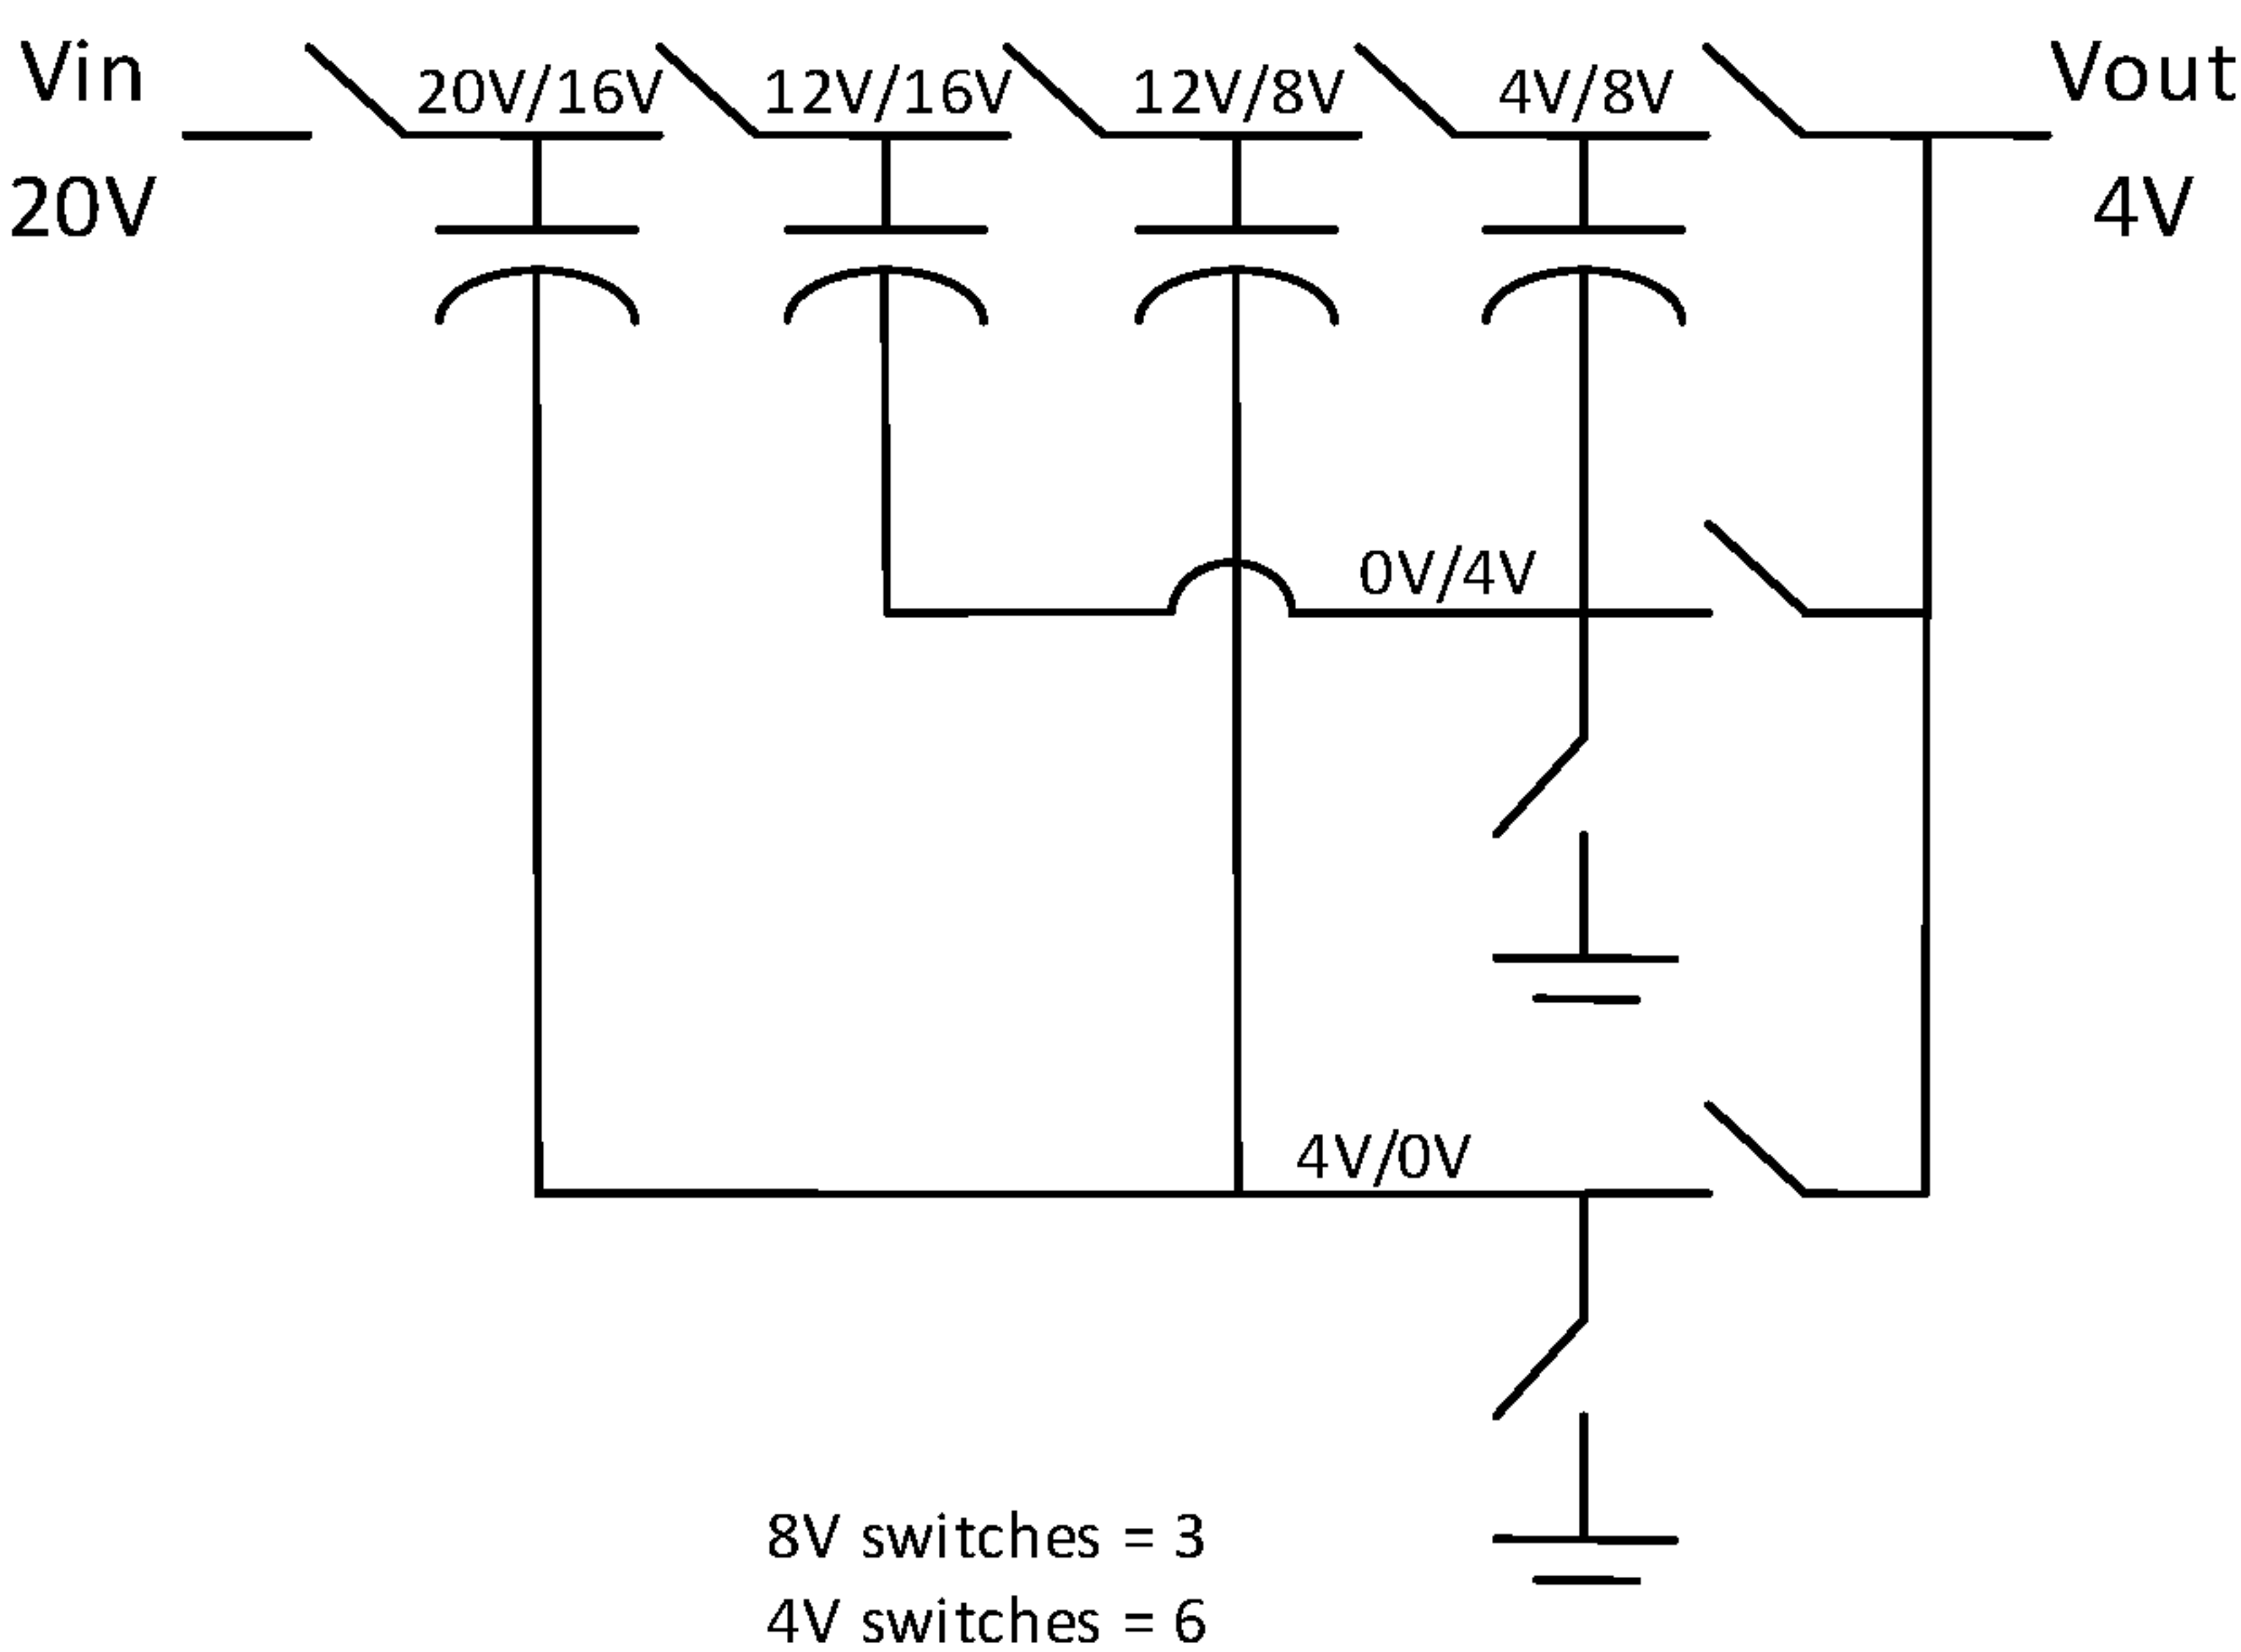 Vin
20V
20V/16V
12V/16V
12V/8V
4V/8V
Vout
4V
0V/4V
4V/0V
8V switches = 3
4V switches = 6